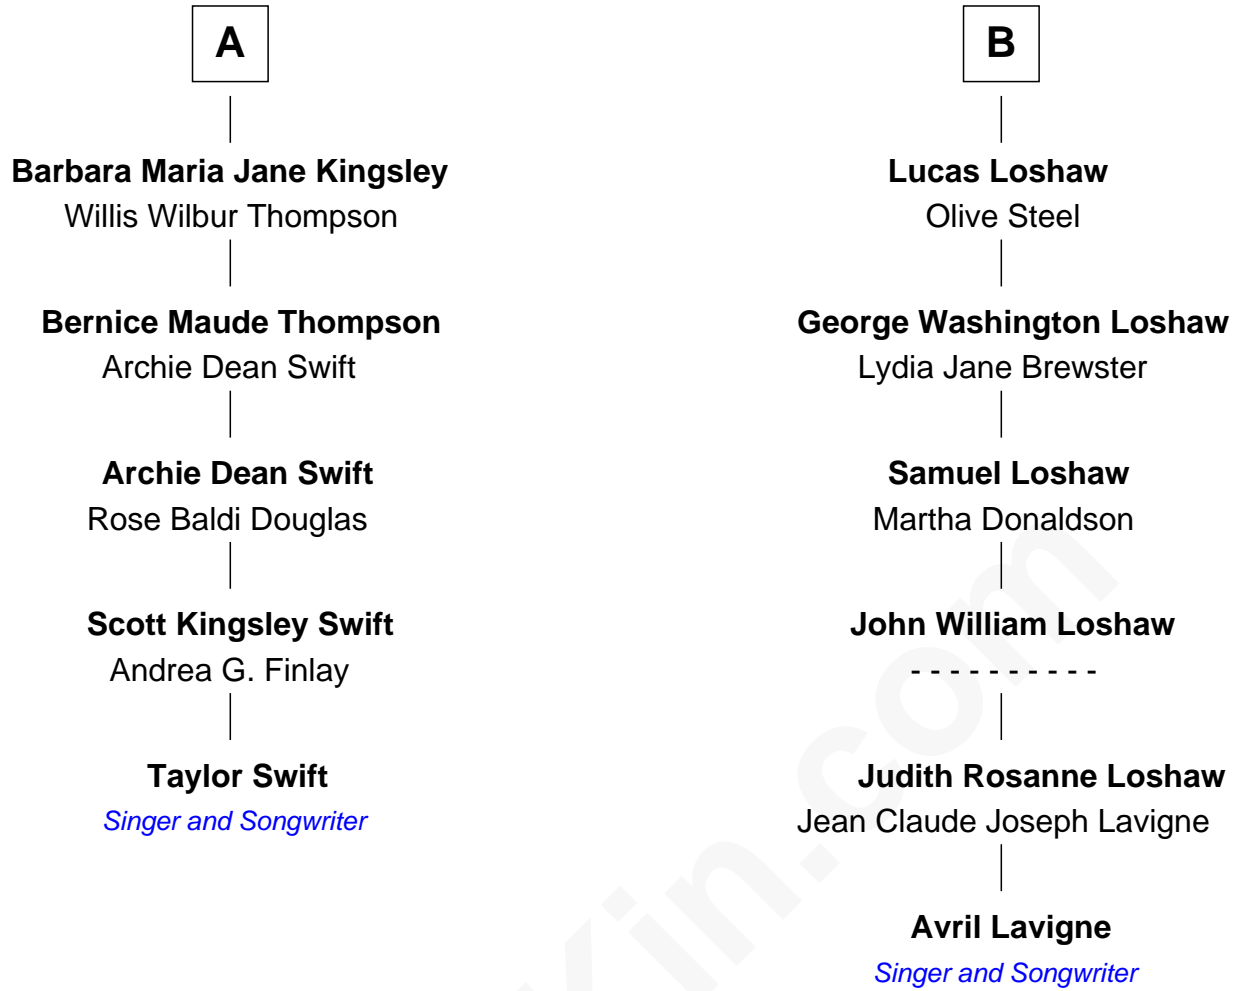 A
Barbara Maria Jane Kingsley
Willis Wilbur Thompson
Bernice Maude Thompson
Archie Dean Swift
Archie Dean Swift
Rose Baldi Douglas
Scott Kingsley Swift
Andrea G. Finlay
Taylor Swift
Singer and Songwriter
B
Lucas Loshaw
Olive Steel
George Washington Loshaw
Lydia Jane Brewster
Samuel Loshaw
Martha Donaldson
John William Loshaw
- - - - - - - - - -
Judith Rosanne Loshaw
Jean Claude Joseph Lavigne
Avril Lavigne
Singer and Songwriter
Kin.com